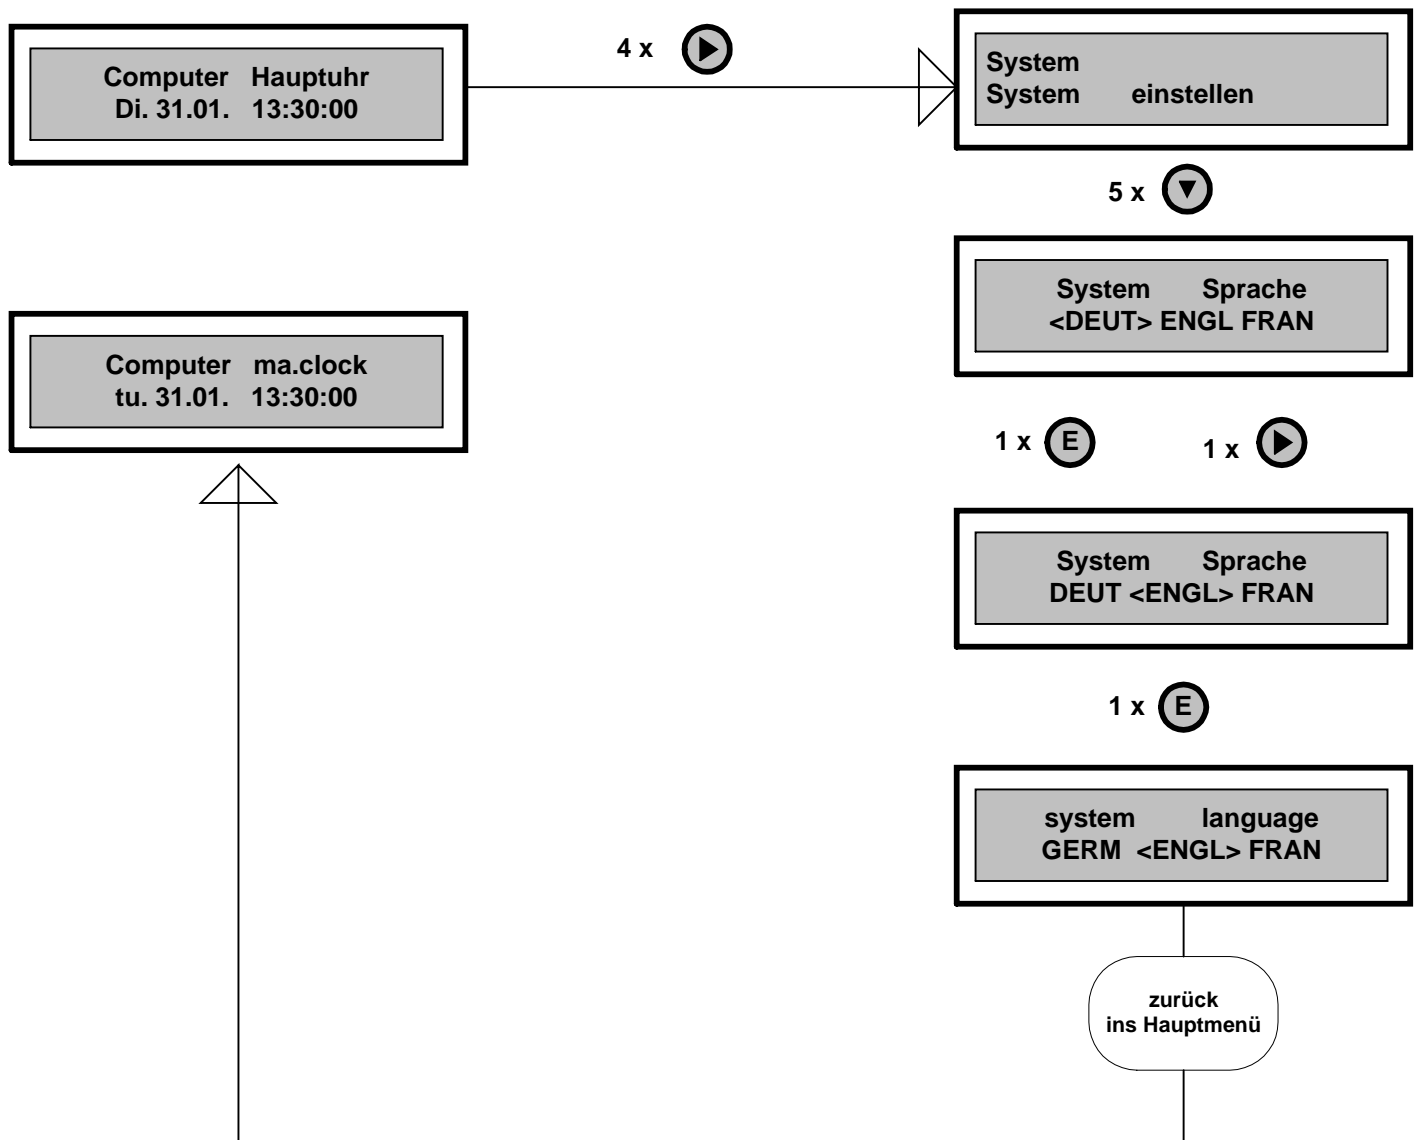 Computer Hauptuhr
Di. 31.01. 13:30:00
4 x
System
System einstellen
5 x
System Sprache
<DEUT> ENGL FRAN
Computer ma.clock
tu. 31.01. 13:30:00
1 x E 1 x
System Sprache
DEUT <ENGL> FRAN
1 x E
system language
GERM <ENGL> FRAN
zurück
ins Hauptmenü